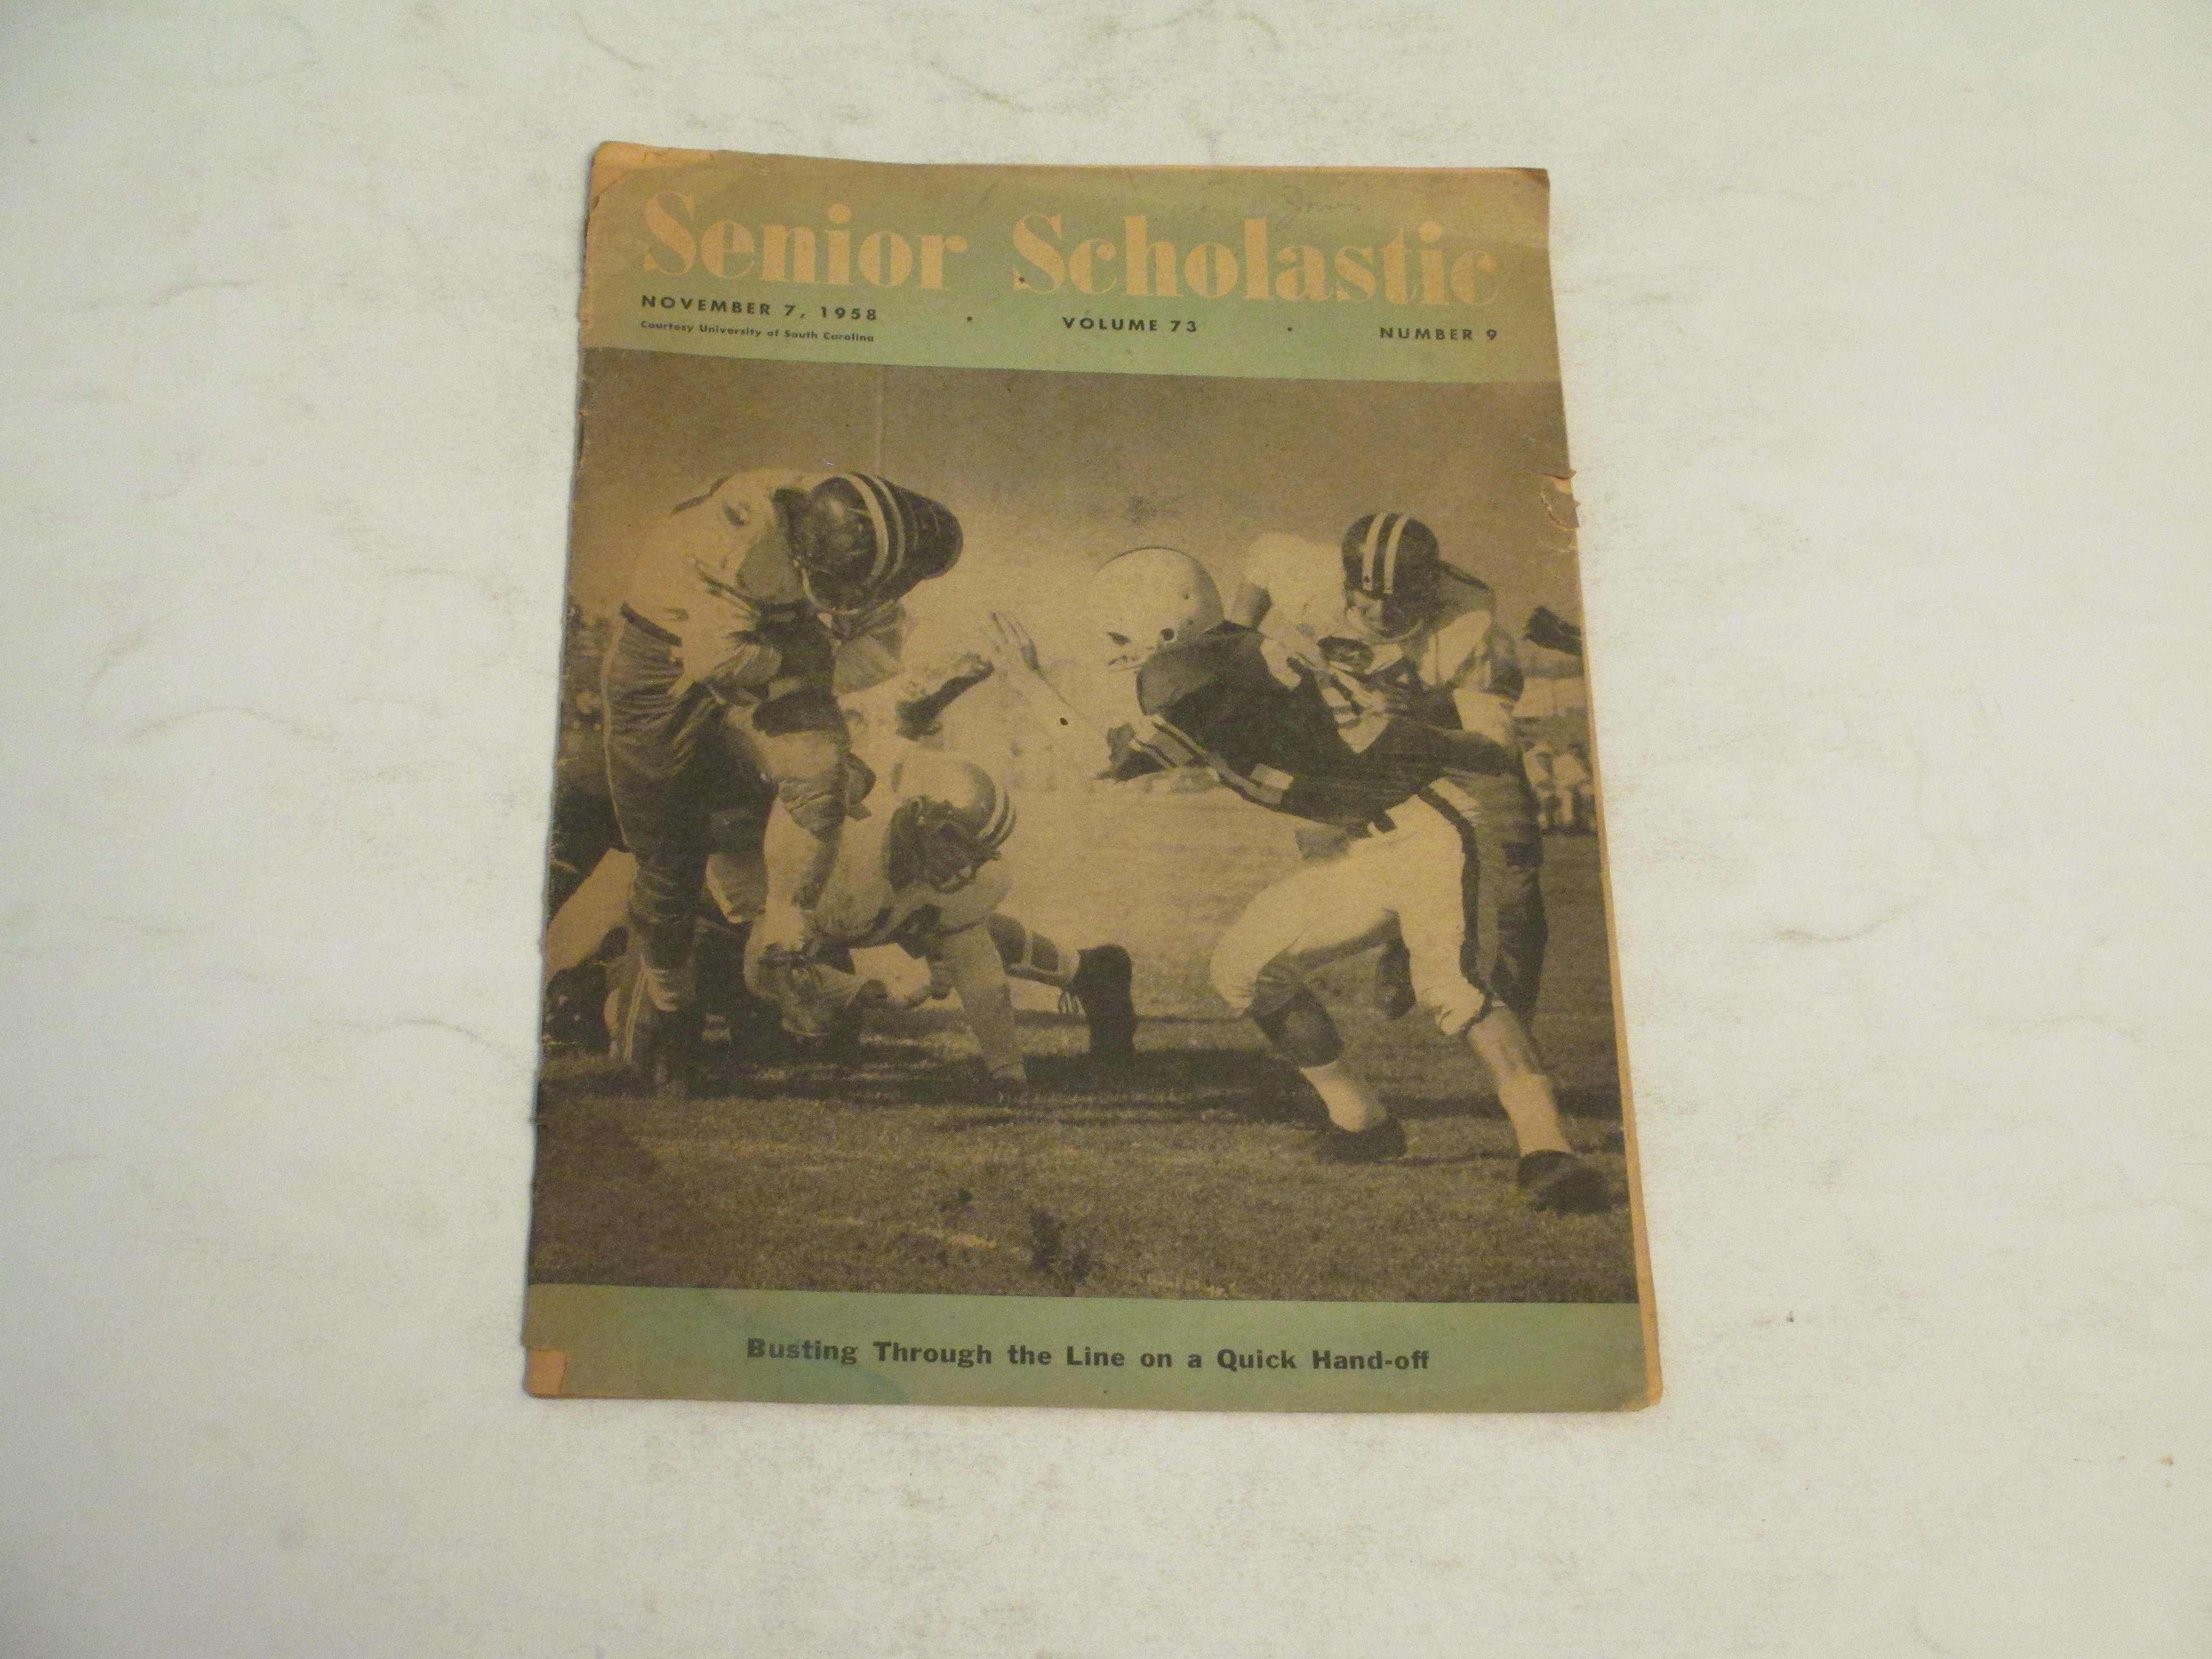 Senior Scholastic
NOVEMBER 7, 1958 • VOLUME 73 • NUMBER 9
Courtesy University of South Carolina
Busting Through the Line on a Quick Hand-off